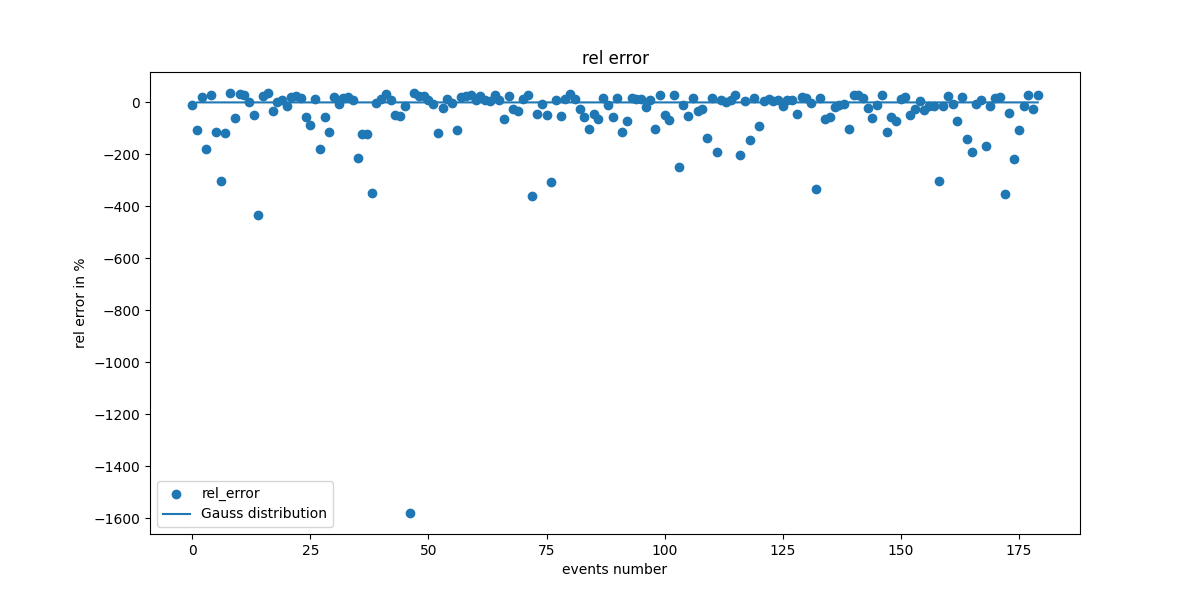 rel error
0
−200
−400
−600
−800
−1000
−1200
−1400
−1600
rel error in %
rel_error
Gauss distribution
0 25 50 75 100 125 150 175
events number